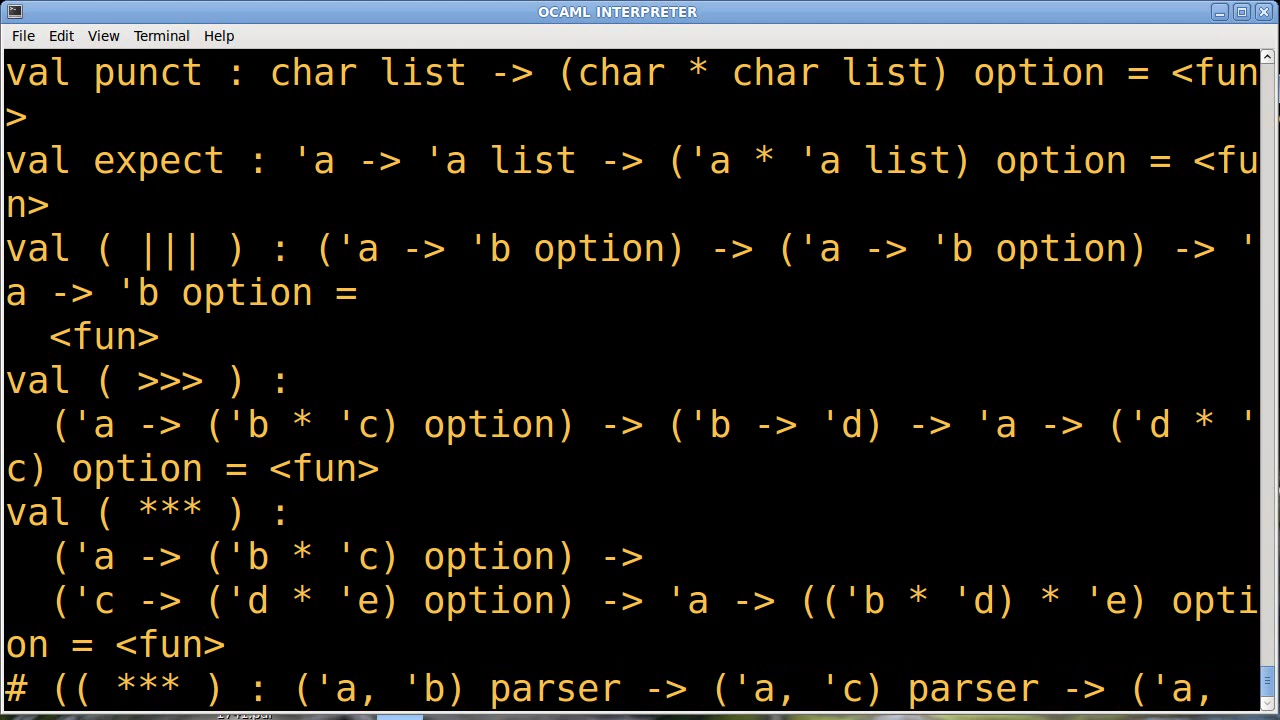 OCAML INTERPRETER
File Edit View Terminal Help
val punct : char list -> (char * char list) option = <fun
>
val expect : 'a -> 'a list -> ('a * 'a list) option = <fu
n>
val ( ||| ) : ('a -> 'b option) -> ('a -> 'b option) -> '
a -> 'b option =
  <fun>
val ( >>> ) :
  ('a -> ('b * 'c) option) -> ('b -> 'd) -> 'a -> ('d * '
c) option = <fun>
val ( *** ) :
  ('a -> ('b * 'c) option) ->
  ('c -> ('d * 'e) option) -> 'a -> (('b * 'd) * 'e) opti
on = <fun>
# (( *** ) : ('a, 'b) parser -> ('a, 'c) parser -> ('a,